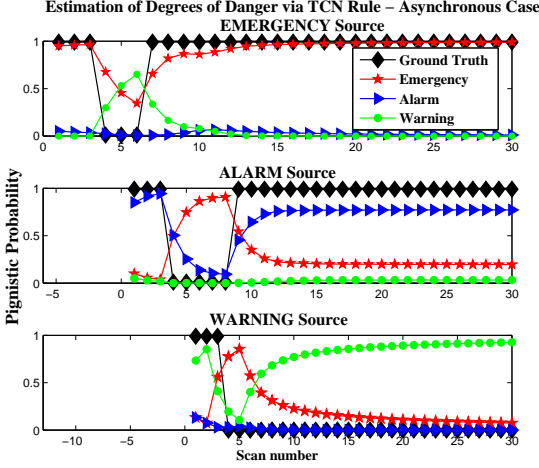 Estimation of Degrees of Danger via TCN Rule – Asynchronous Case
EMERGENCY Source
1
0.5
0
0 5 10 15 20 25 30
Ground Truth
Emergency
Alarm
Warning
Pignistic Probability
ALARM Source
1
0.5
0
−5 0 5 10 15 20 25 30
WARNING Source
1
0.5
0
−10 −5 0 5 10 15 20 25 30
Scan number